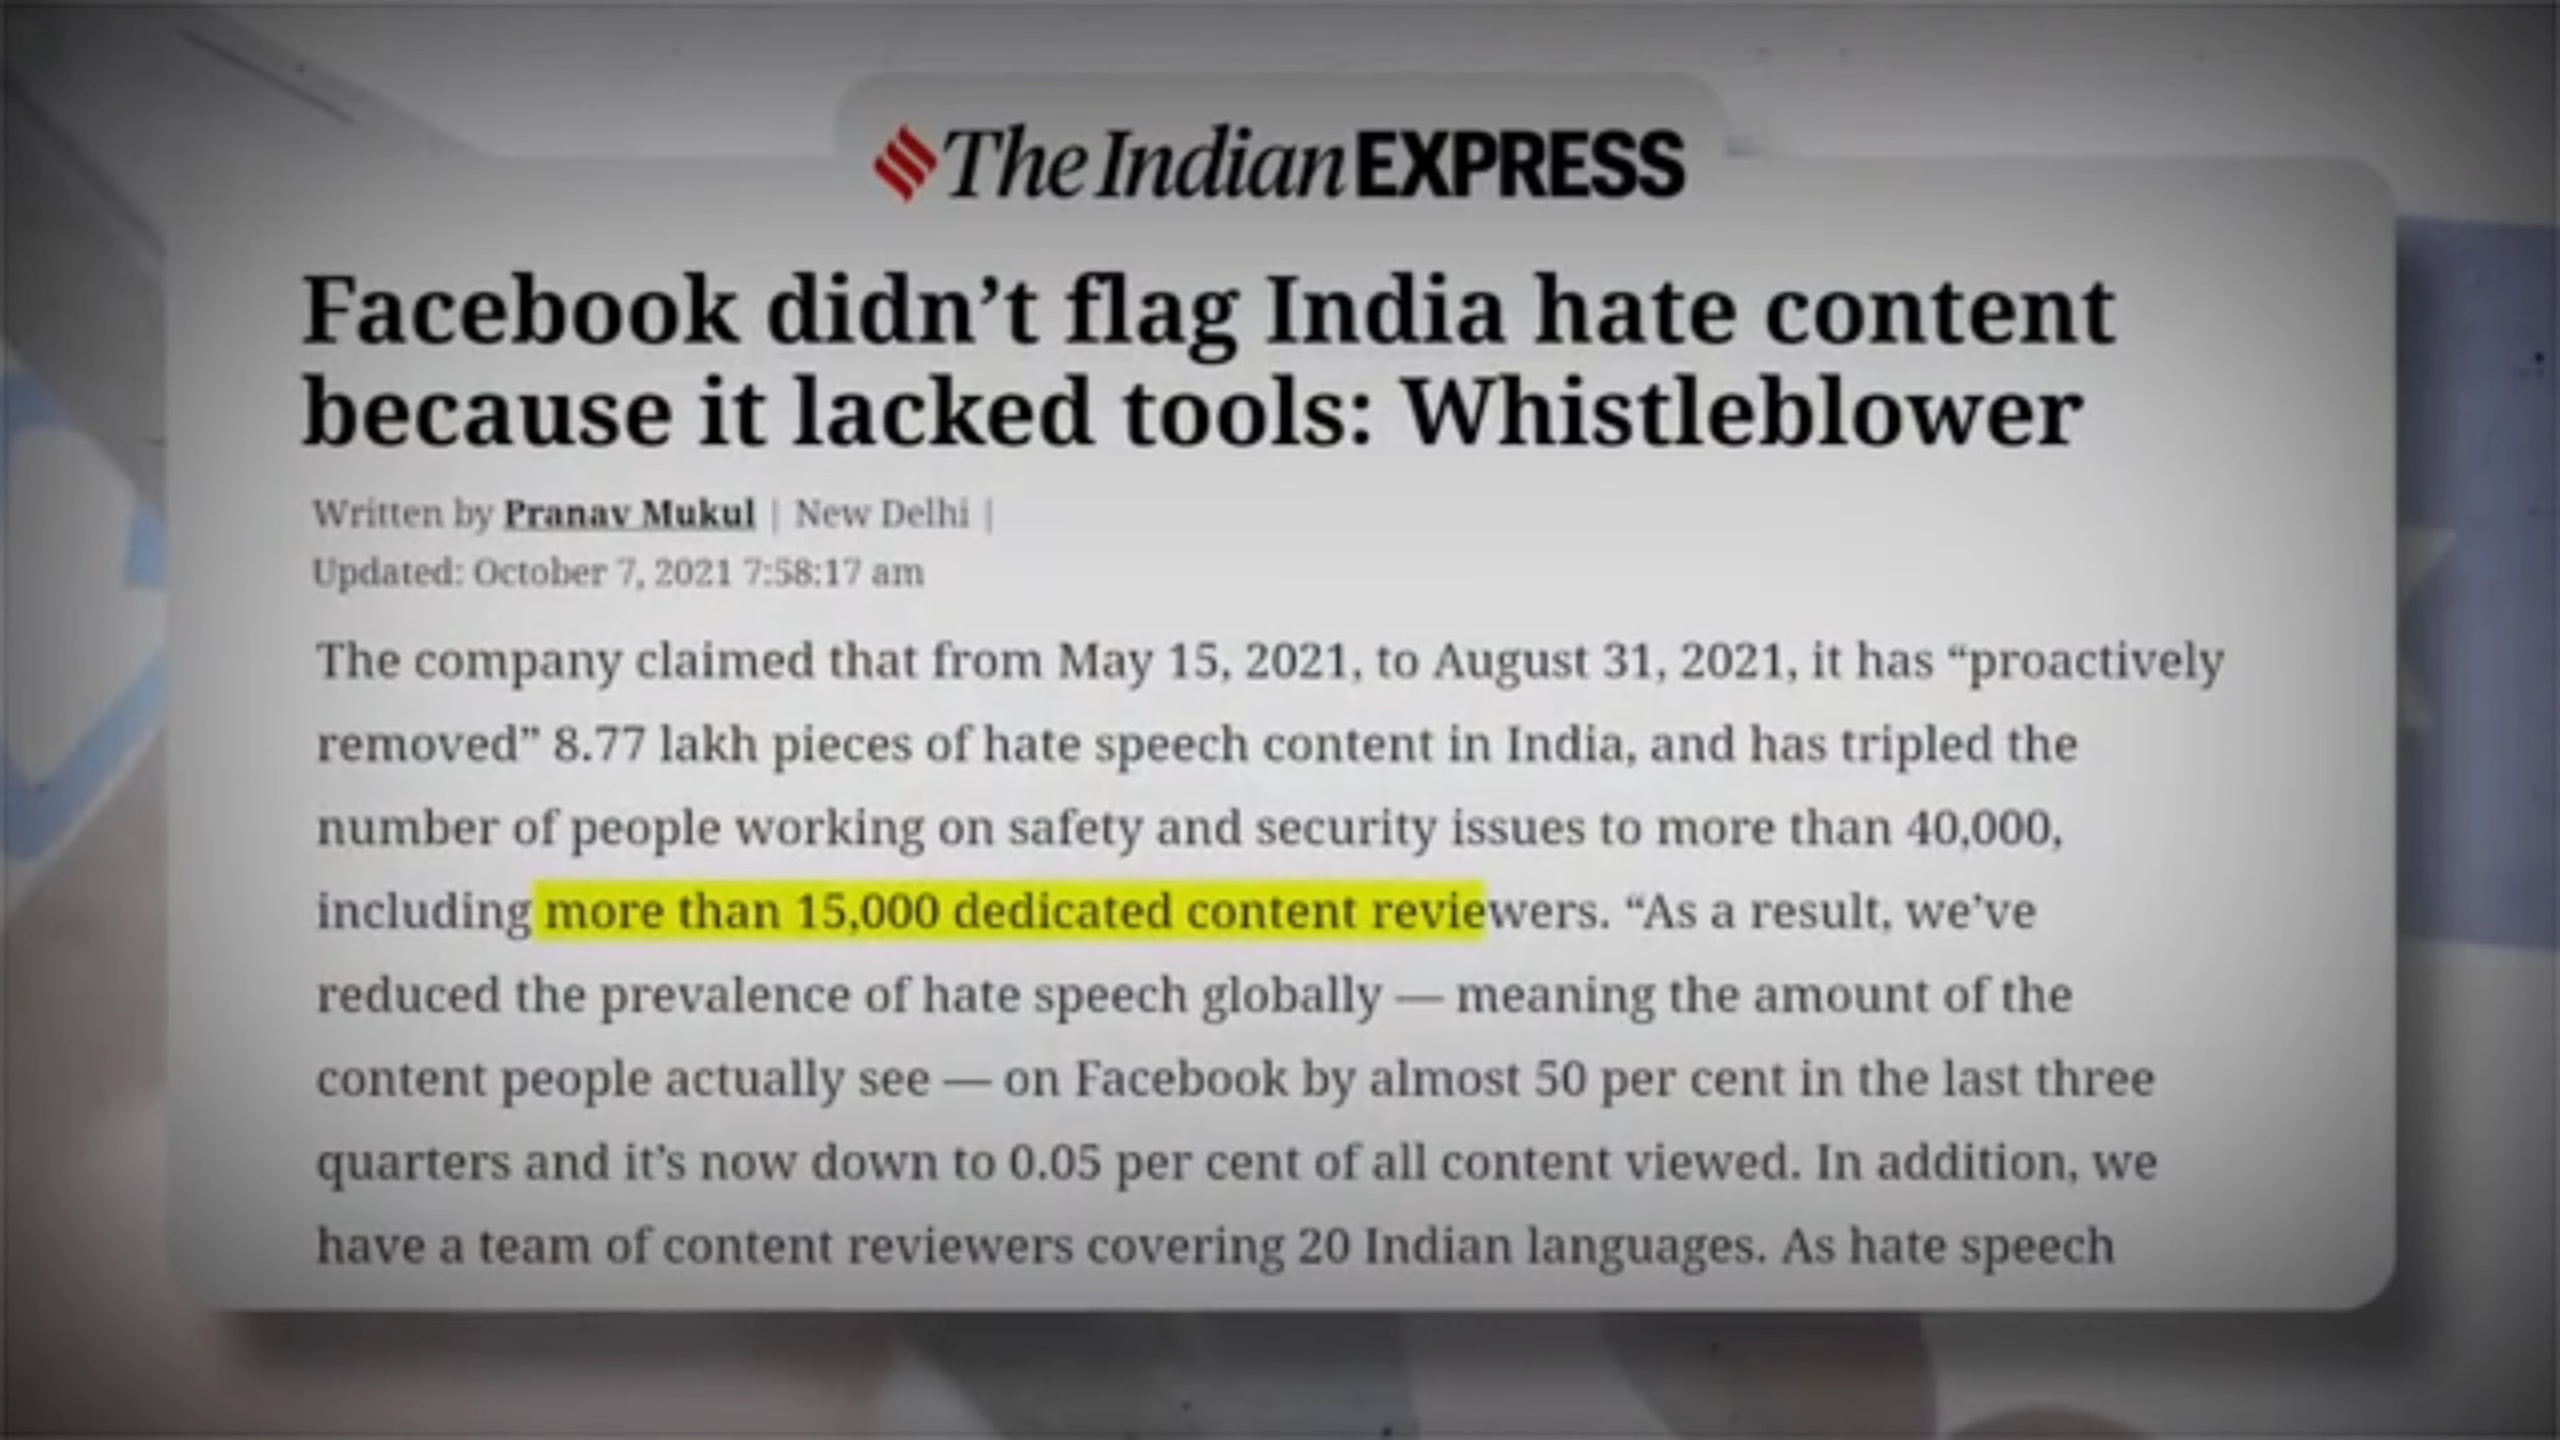 The Indian EXPRESS
Facebook didn’t flag India hate content
because it lacked tools: Whistleblower
Written by Pranav Mukul | New Delhi |
Updated: October 7, 2021 7:58:17 am
The company claimed that from May 15, 2021, to August 31, 2021, it has “proactively
removed” 8.77 lakh pieces of hate speech content in India, and has tripled the
number of people working on safety and security issues to more than 40,000,
including more than 15,000 dedicated content reviewers. “As a result, we’ve
reduced the prevalence of hate speech globally — meaning the amount of the
content people actually see — on Facebook by almost 50 per cent in the last three
quarters and it’s now down to 0.05 per cent of all content viewed. In addition, we
have a team of content reviewers covering 20 Indian languages. As hate speech